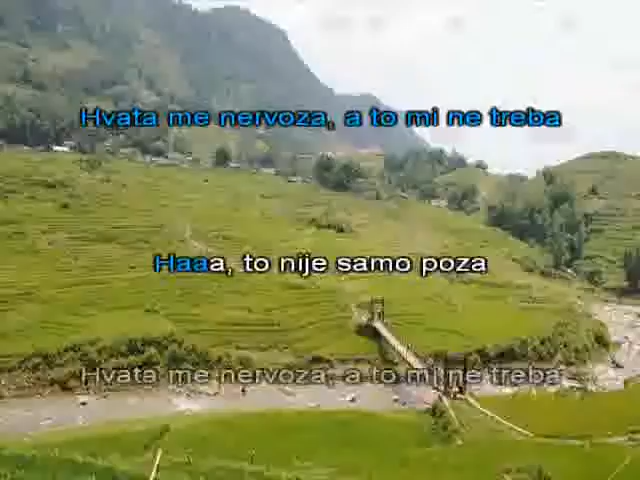 Hvata me nervoza, a to mi ne treba
Haaa, to nije samo poza
Hvata me nervoza, a to mi ne treba